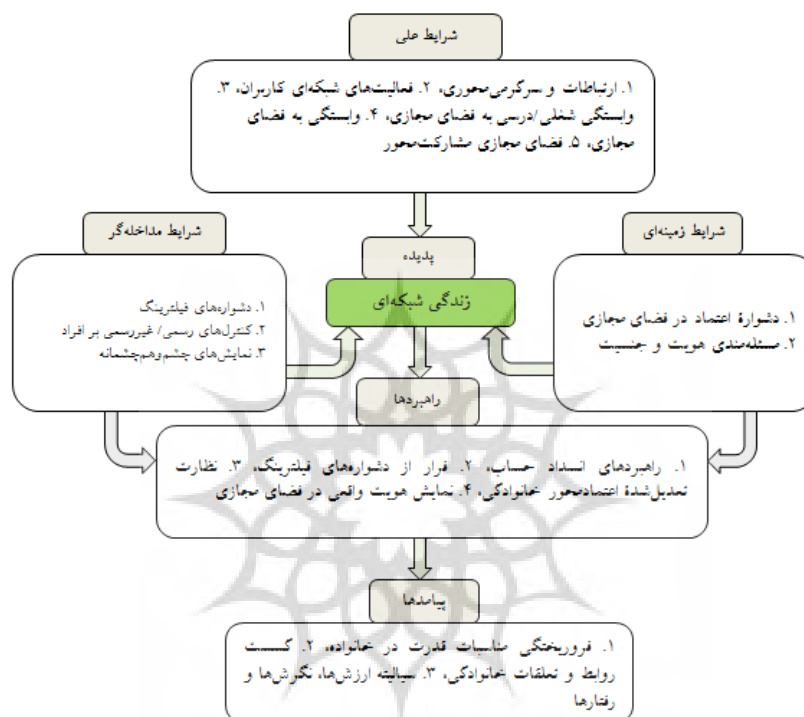 شرایط علی
۱. ارتباطات و سرگرمی‌محوری، ۲. فعالیت‌های شبکه‌ای کاربران، ۳.
وابستگی شغلی/درسی به فضای مجازی، ۴. وابستگی به فضای
مجازی، ۵. فضای مجازی مشارکت‌محور
شرایط زمینه‌ای
۱. دشوارۀ اعتماد در فضای مجازی
۲. مسئله‌مندی هویت و جنسیت
پدیده
زندگی شبکه‌ای
شرایط مداخله‌گر
۱. دشواره‌های فیلترینگ
۲. کنترل‌های رسمی/ غیررسمی بر افراد
۳. نمایش‌های چشم‌وهم‌چشمانه
راهبردها
۱. راهبردهای انسداد حساب، ۲. فرار از دشواره‌های فیلترینگ، ۳. نظارت
تعدیل‌شدۀ اعتمادمحور خانوادگی، ۴. نمایش هویت واقعی در فضای مجازی
پیامدها
۱. فروریختگی مناسبات قدرت در خانواده، ۲. گسست
روابط و تعلقات خانوادگی، ۳. سیالیته ارزش‌ها، نگرش‌ها و
رفتارها